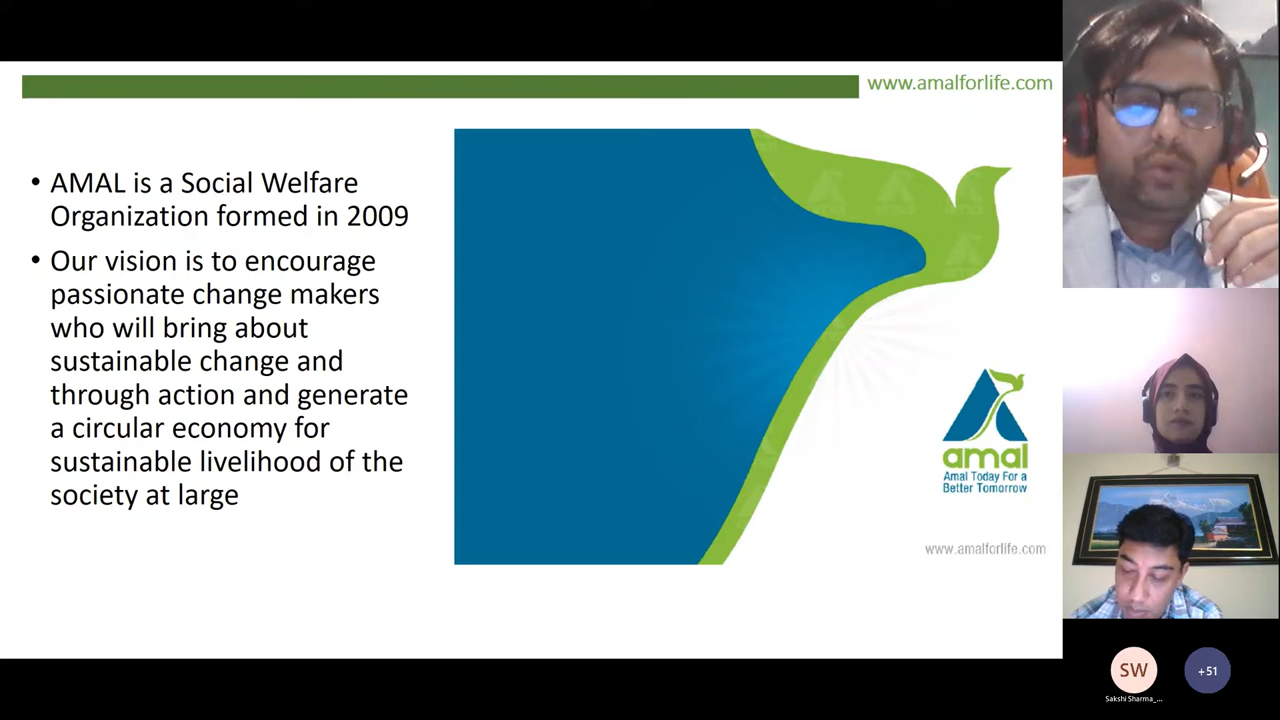 www.amalforlife.com
• AMAL is a Social Welfare
Organization formed in 2009
• Our vision is to encourage
passionate change makers
who will bring about
sustainable change and
through action and generate
a circular economy for
sustainable livelihood of the
society at large
amal
Amal Today For a
Better Tomorrow
www.amalforlife.com
SW
+51
Sakshi Sharma_...